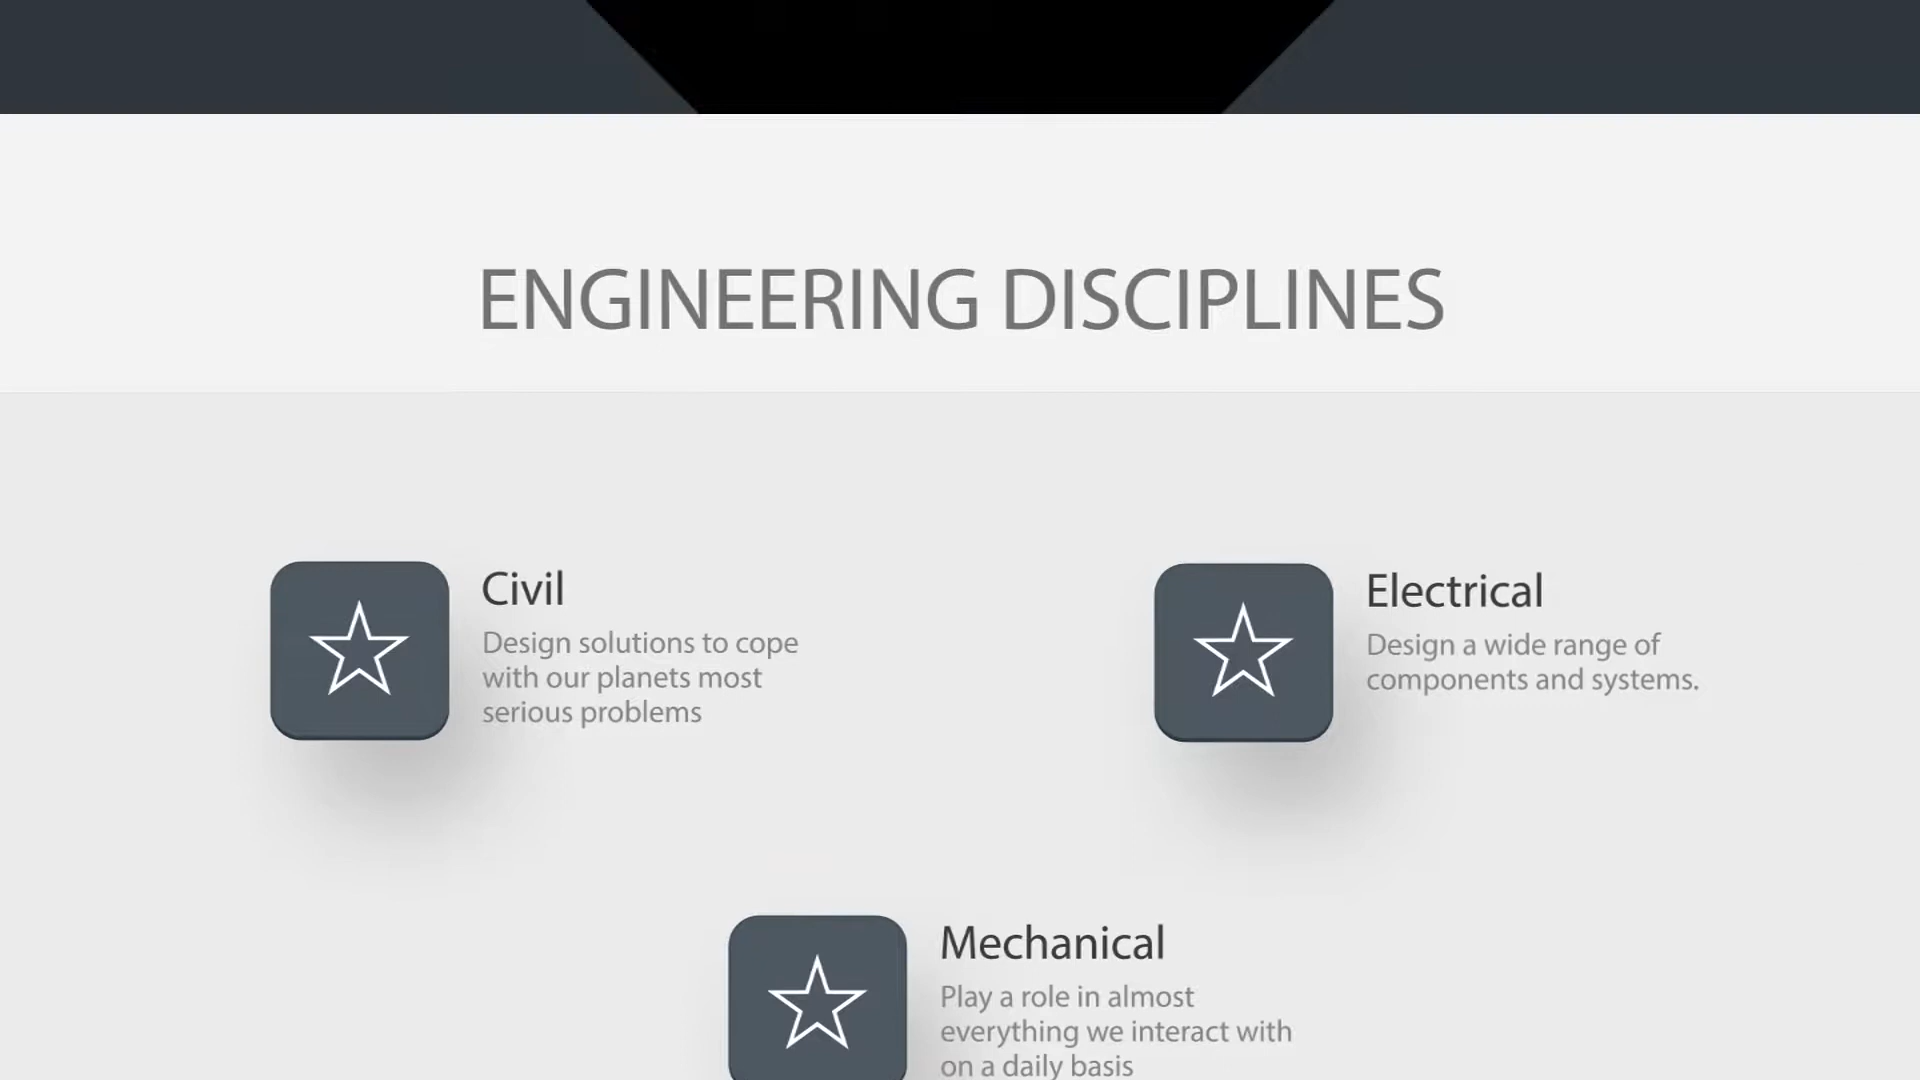 ENGINEERING DISCIPLINES
Civil
Design solutions to cope
with our planets most
serious problems
Electrical
Design a wide range of
components and systems.
Mechanical
Play a role in almost
everything we interact with
on a daily basis